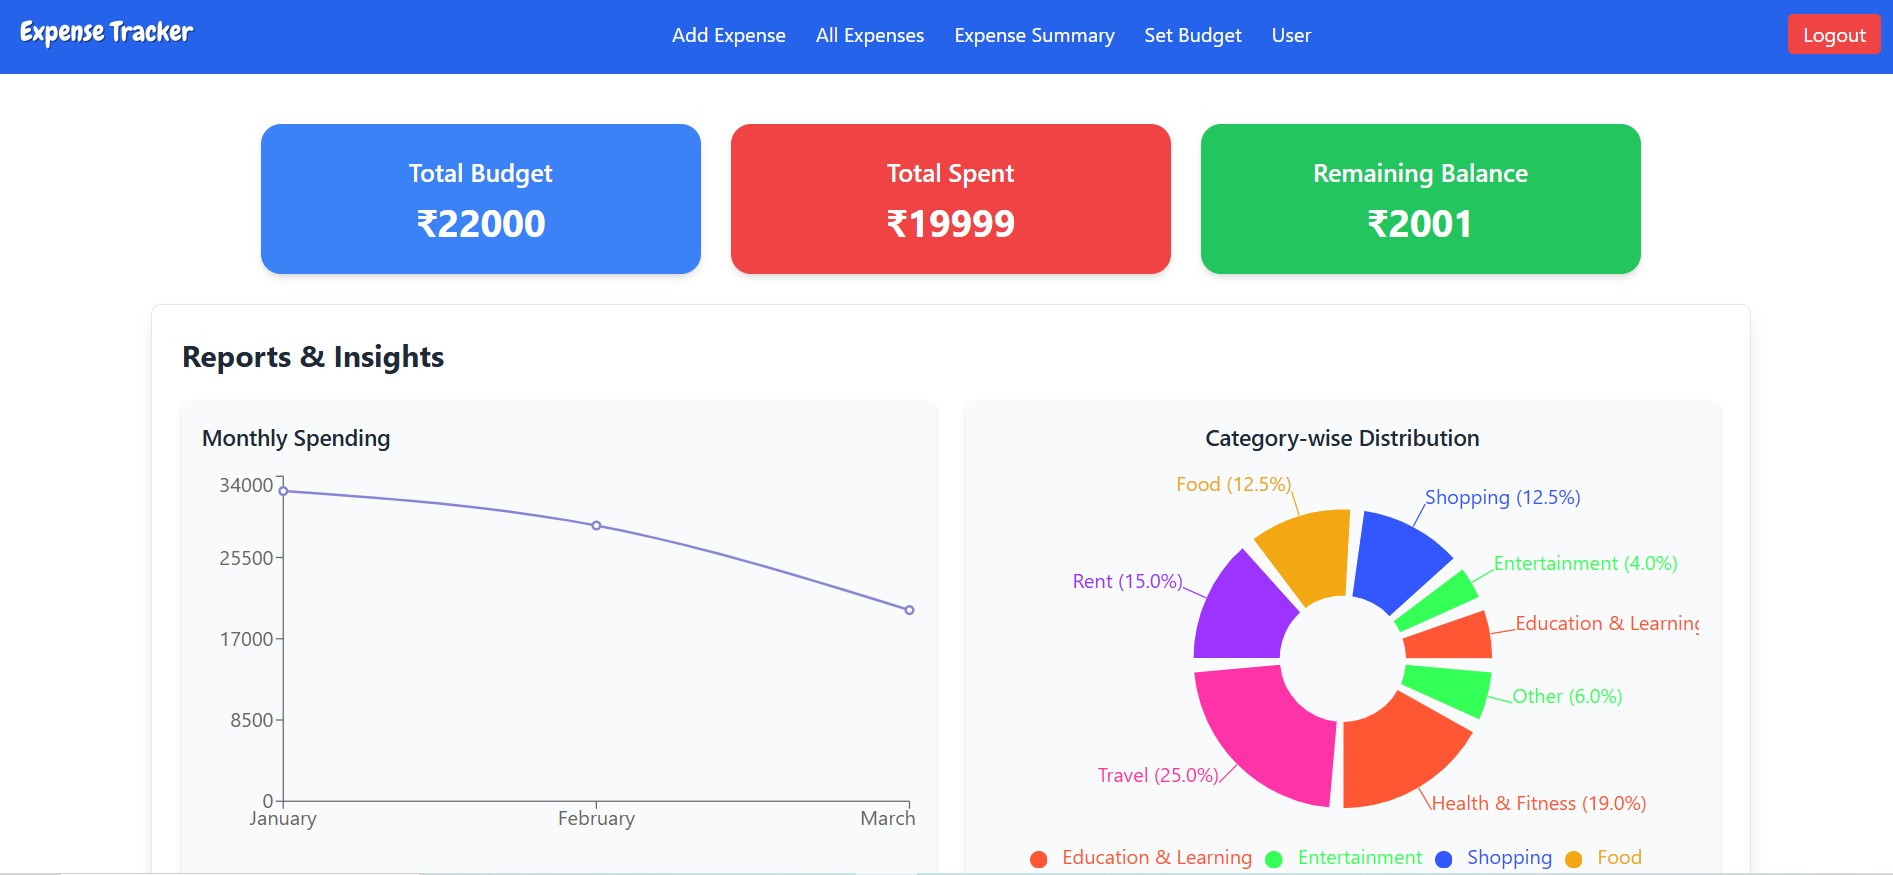 Expense Tracker
Add Expense
All Expenses
Expense Summary
Set Budget
User
Logout
Total Budget
₹22000
Total Spent
₹19999
Remaining Balance
₹2001
Reports & Insights
Monthly Spending
34000
25500
17000
8500
0
January
February
March
Category-wise Distribution
Food (12.5%)
Shopping (12.5%)
Entertainment (4.0%)
Rent (15.0%)
Education & Learning
Other (6.0%)
Travel (25.0%)
Health & Fitness (19.0%)
Education & Learning
Entertainment
Shopping
Food